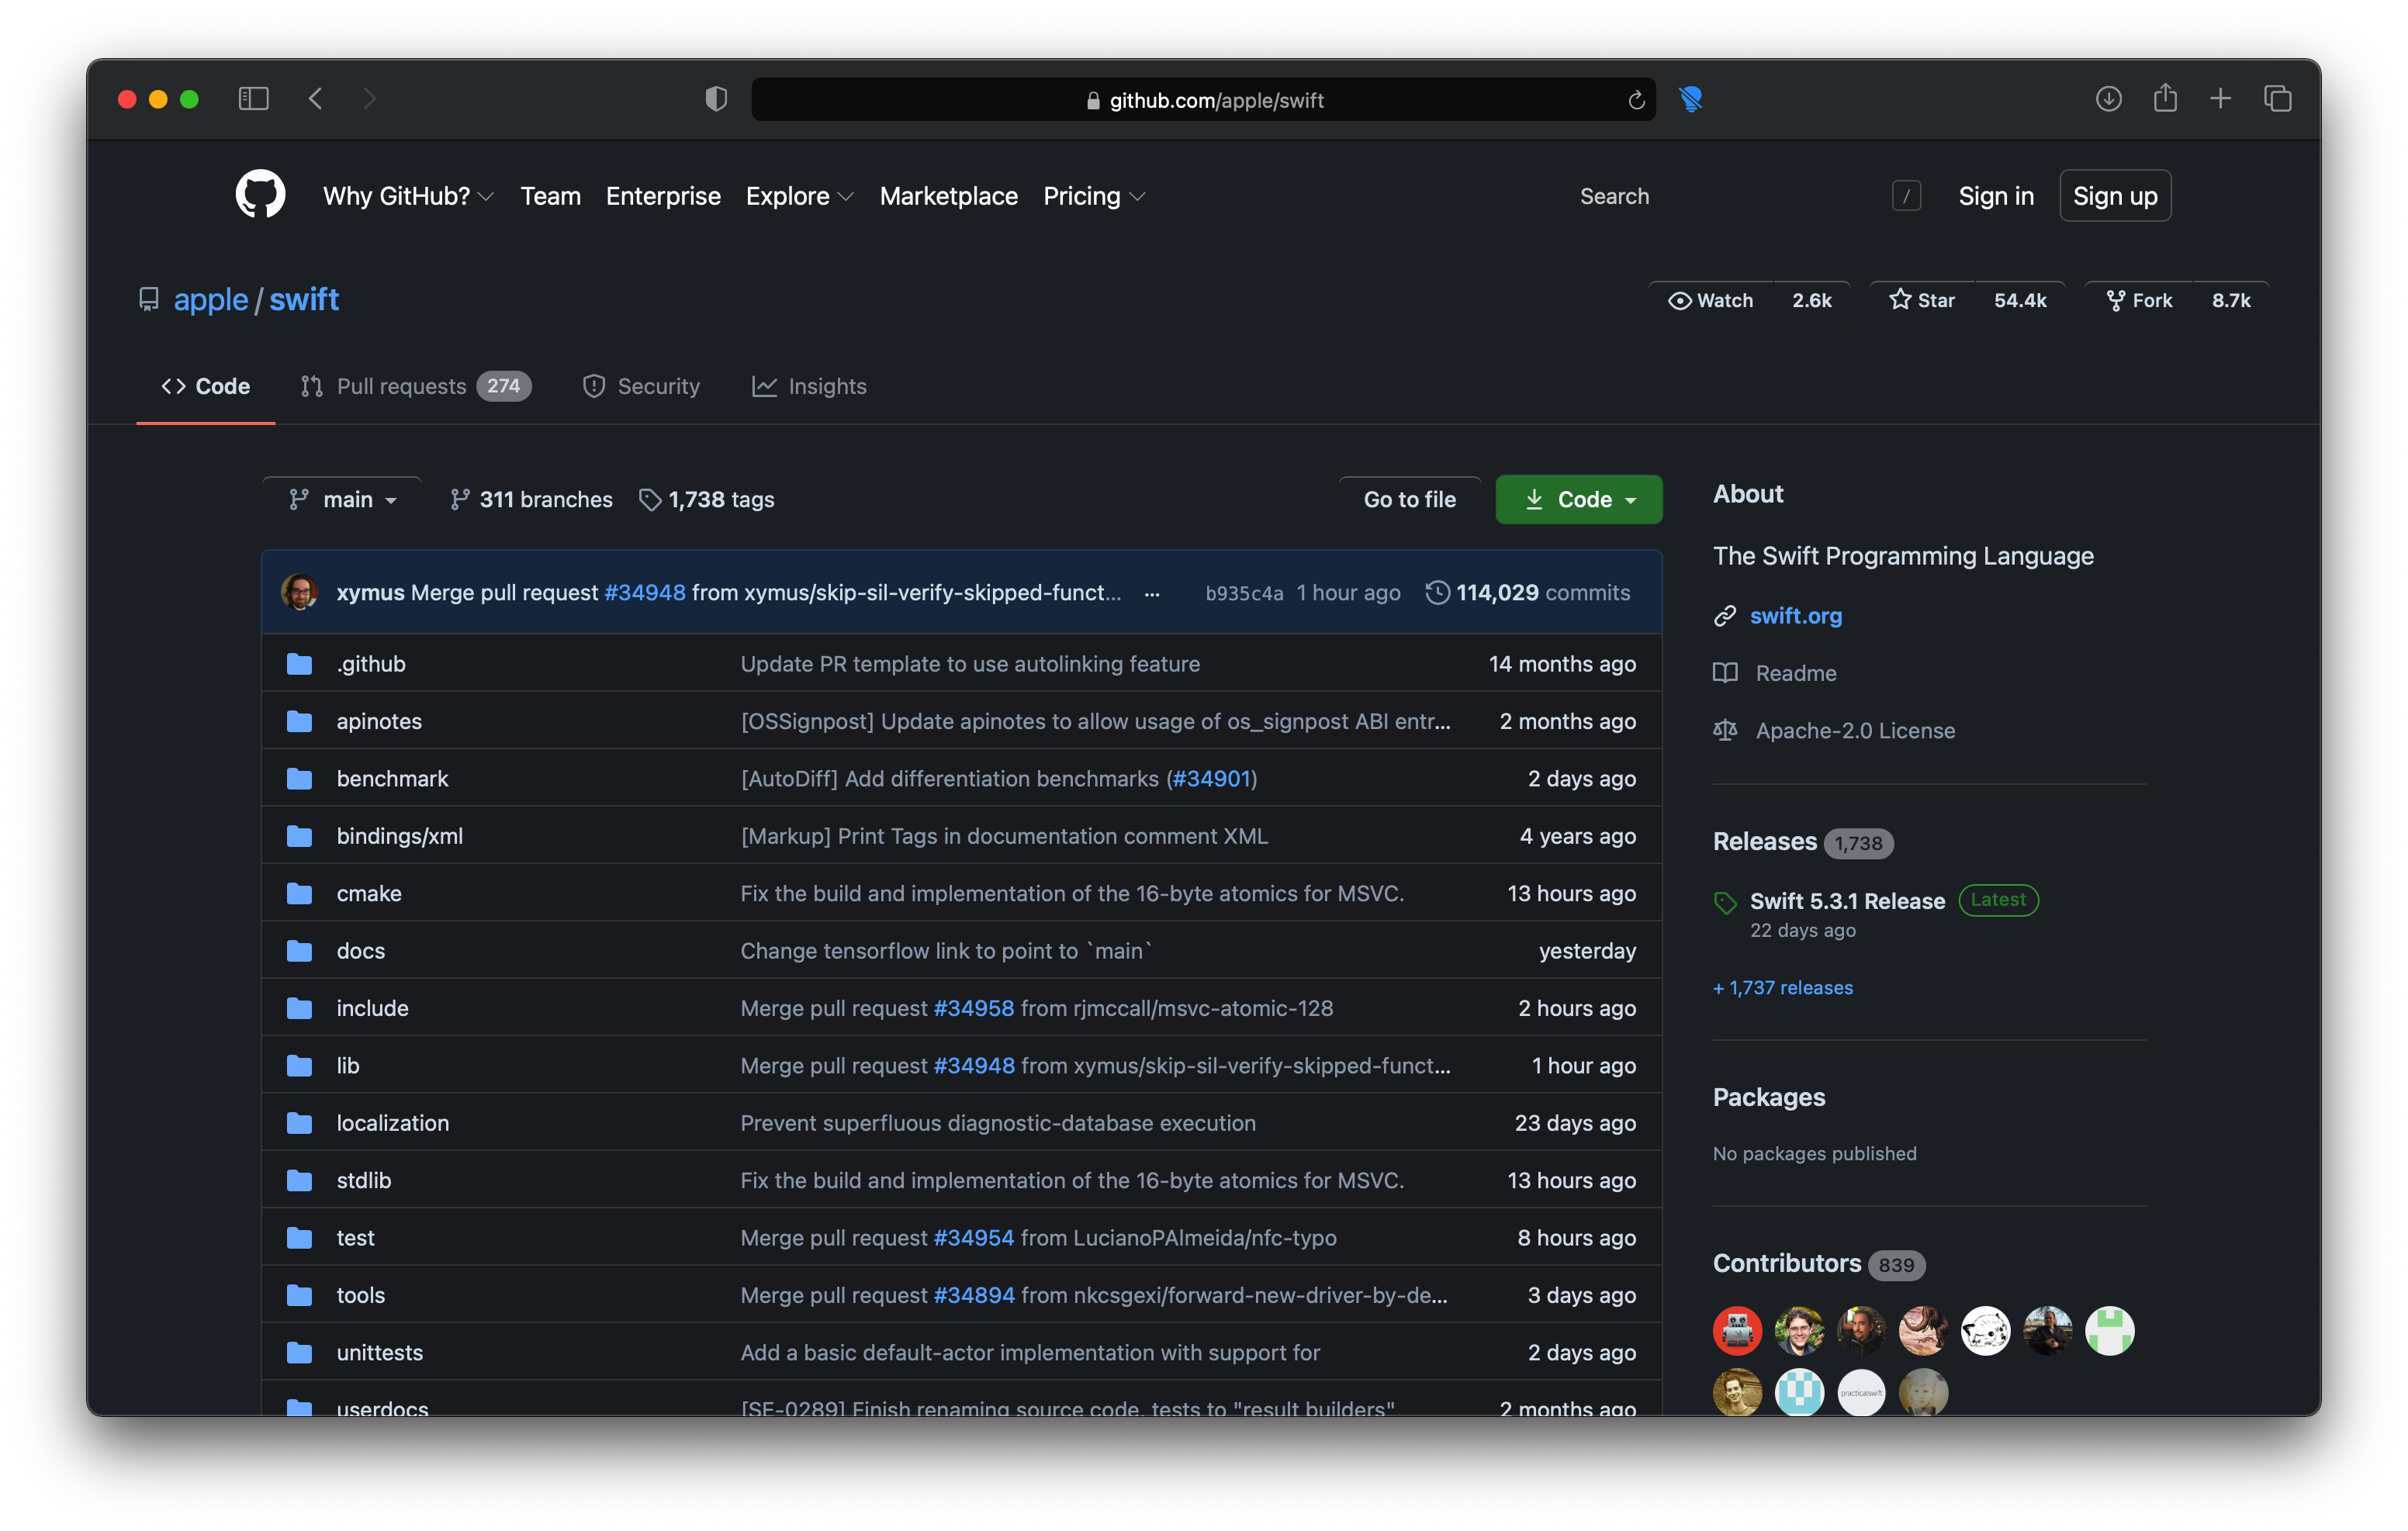 github.com/apple/swift
Why GitHub? Team Enterprise Explore Marketplace Pricing Search / Sign in Sign up
apple / swift Watch 2.6k Star 54.4k Fork 8.7k
Code Pull requests 274 Security Insights
main 311 branches 1,738 tags Go to file Code
xymus Merge pull request #34948 from xymus/skip-sil-verify-skipped-funct... ... b935c4a 1 hour ago 114,029 commits
.github Update PR template to use autolinking feature 14 months ago
apinotes [OSSignpost] Update apinotes to allow usage of os_signpost ABI entr... 2 months ago
benchmark [AutoDiff] Add differentiation benchmarks (#34901) 2 days ago
bindings/xml [Markup] Print Tags in documentation comment XML 4 years ago
cmake Fix the build and implementation of the 16-byte atomics for MSVC. 13 hours ago
docs Change tensorflow link to point to `main` yesterday
include Merge pull request #34958 from rjmccall/msvc-atomic-128 2 hours ago
lib Merge pull request #34948 from xymus/skip-sil-verify-skipped-funct... 1 hour ago
localization Prevent superfluous diagnostic-database execution 23 days ago
stdlib Fix the build and implementation of the 16-byte atomics for MSVC. 13 hours ago
test Merge pull request #34954 from LucianoPAlmeida/nfc-typo 8 hours ago
tools Merge pull request #34894 from nkcsgexi/forward-new-driver-by-de... 3 days ago
unittests Add a basic default-actor implementation with support for 2 days ago
userdocs [SE-0289] Finish renaming source code, tests to "result builders" 2 months ago
About
The Swift Programming Language
swift.org
Readme
Apache-2.0 License
Releases 1,738
Swift 5.3.1 Release Latest
22 days ago
+ 1,737 releases
Packages
No packages published
Contributors 839
practicalswift